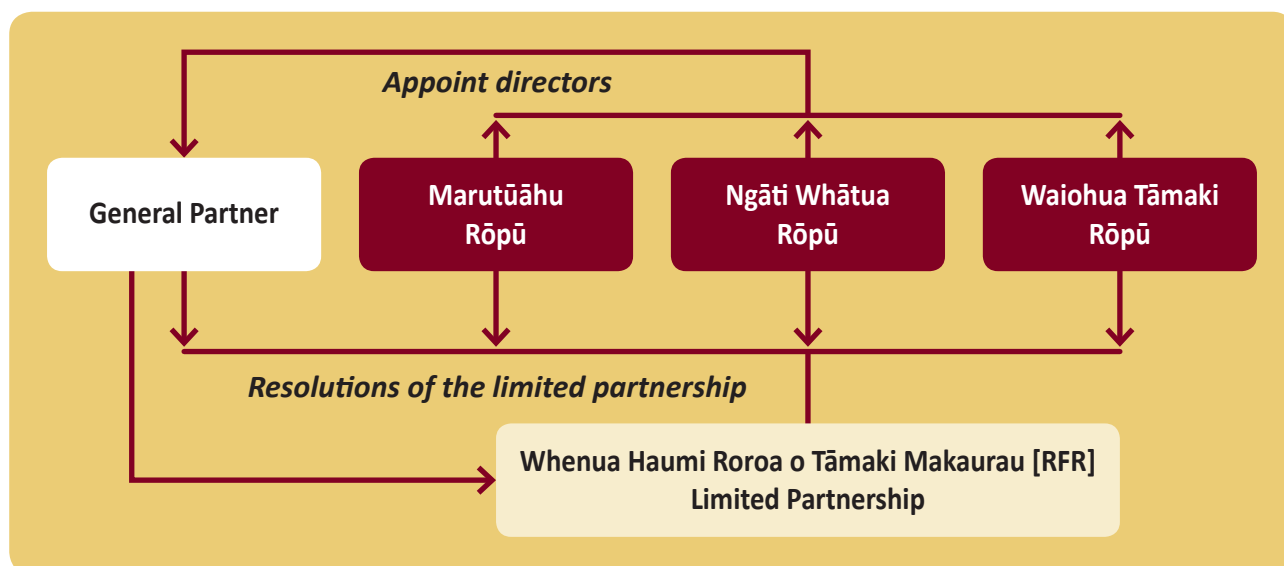 Appoint directors
General Partner
Marutūāhu
Rōpū
Ngāti Whātua
Rōpū
Waiohua Tāmaki
Rōpū
Resolutions of the limited partnership
Whenua Haumi Roroa o Tāmaki Makaurau [RFR]
Limited Partnership